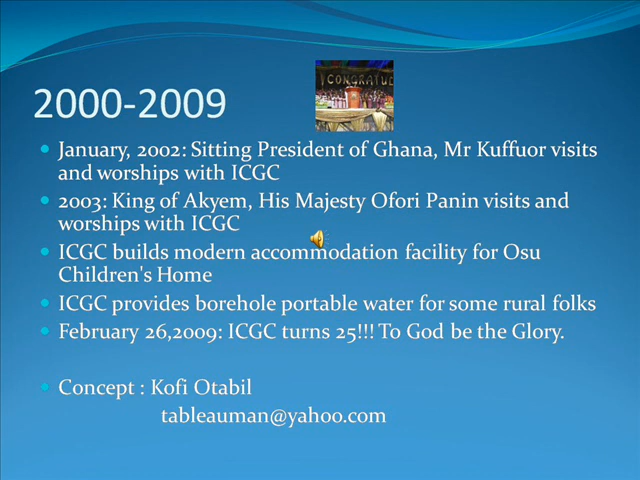 CONGRATUL
2000-2009
January, 2002: Sitting President of Ghana, Mr Kuffuor visits
and worships with ICGC
2003: King of Akyem, His Majesty Ofori Panin visits and
worships with ICGC
ICGC builds modern accommodation facility for Osu
Children's Home
ICGC provides borehole portable water for some rural folks
February 26,2009: ICGC turns 25!!! To God be the Glory.
Concept : Kofi Otabil
tableauman@yahoo.com